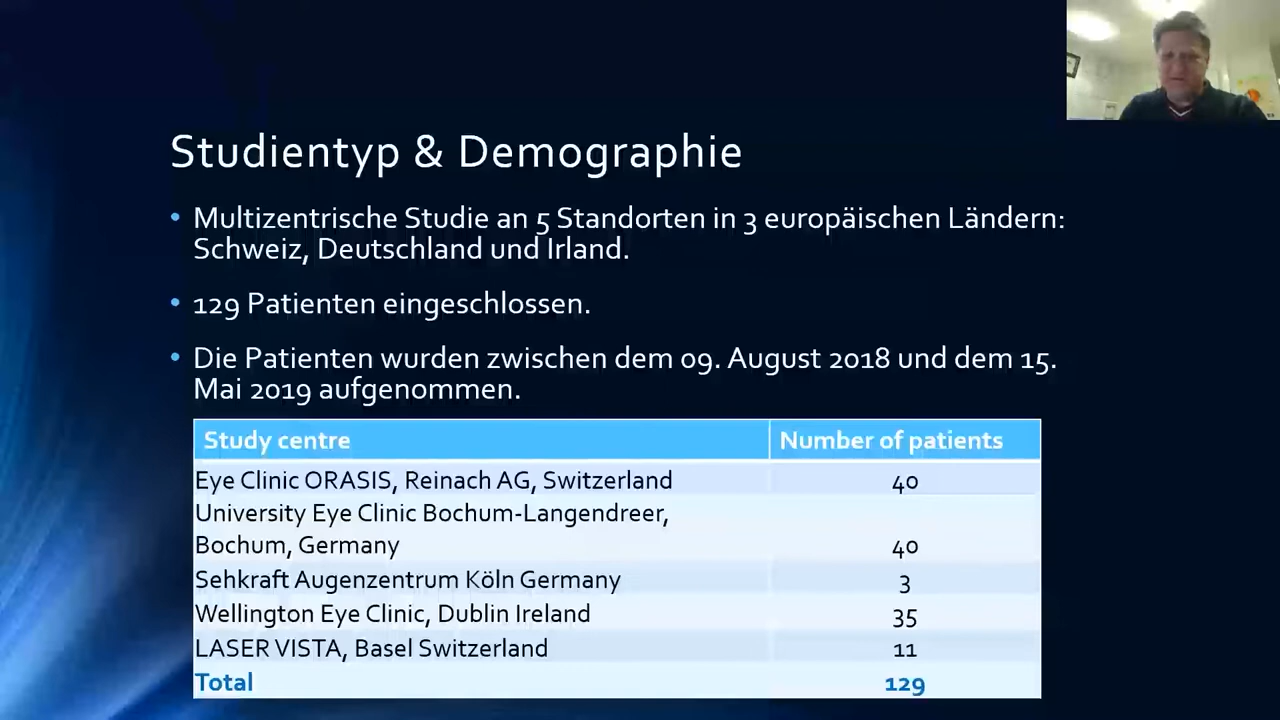 Studientyp & Demographie
• Multizentrische Studie an 5 Standorten in 3 europäischen Ländern:
Schweiz, Deutschland und Irland.
• 129 Patienten eingeschlossen.
• Die Patienten wurden zwischen dem 09. August 2018 und dem 15.
Mai 2019 aufgenommen.
Study centre Number of patients
Eye Clinic ORASIS, Reinach AG, Switzerland 40
University Eye Clinic Bochum-Langendreer,
Bochum, Germany 40
Sehkraft Augenzentrum Köln Germany 3
Wellington Eye Clinic, Dublin Ireland 35
LASER VISTA, Basel Switzerland 11
Total 129